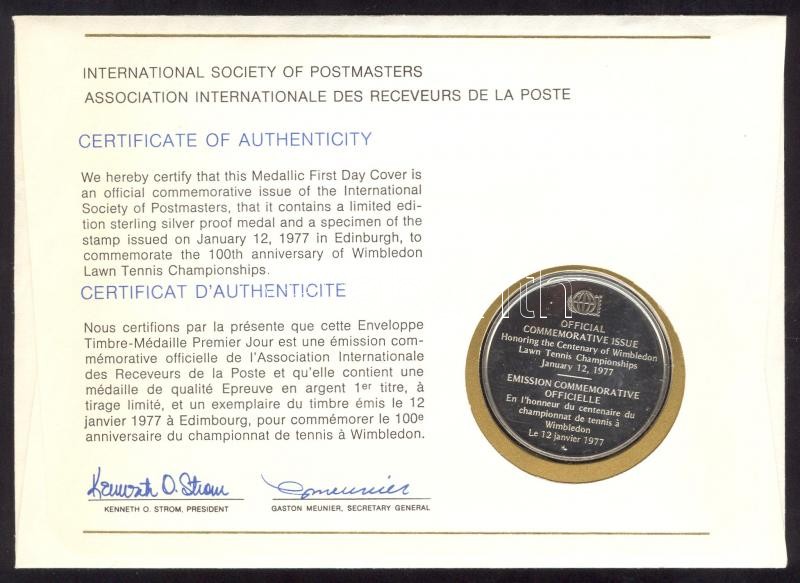 INTERNATIONAL SOCIETY OF POSTMASTERS
ASSOCIATION INTERNATIONALE DES RECEVEURS DE LA POSTE
CERTIFICATE OF AUTHENTICITY
We hereby certify that this Medallic First Day Cover is
an official commemorative issue of the International
Society of Postmasters, that it contains a limited edi-
tion sterling silver proof medal and a specimen of the
stamp issued on January 12, 1977 in Edinburgh, to
commemorate the 100th anniversary of Wimbledon
Lawn Tennis Championships.
CERTIFICAT D'AUTHENTICITE
Nous certifions par la présente que cette Enveloppe
Timbre-Médaille Premier Jour est une émission com-
mémorative officielle de l'Association Internationale
des Receveurs de la Poste et qu'elle contient une
médaille de qualité Epreuve en argent 1er titre, à
tirage limité, et un exemplaire du timbre émis le 12
janvier 1977 à Edimbourg, pour commémorer le 100e
anniversaire du championnat de tennis à Wimbledon.
Kenneth O. Strom
KENNETH O. STROM, PRESIDENT
GMeunier
GASTON MEUNIER, SECRETARY GENERAL
OFFICIAL
COMMEMORATIVE ISSUE
Honoring the Centenary of Wimbledon
Lawn Tennis Championships
January 12, 1977
EMISSION COMMEMORATIVE
OFFICIELLE
En l'honneur du centenaire du
championnat de tennis à
Wimbledon
Le 12 janvier 1977